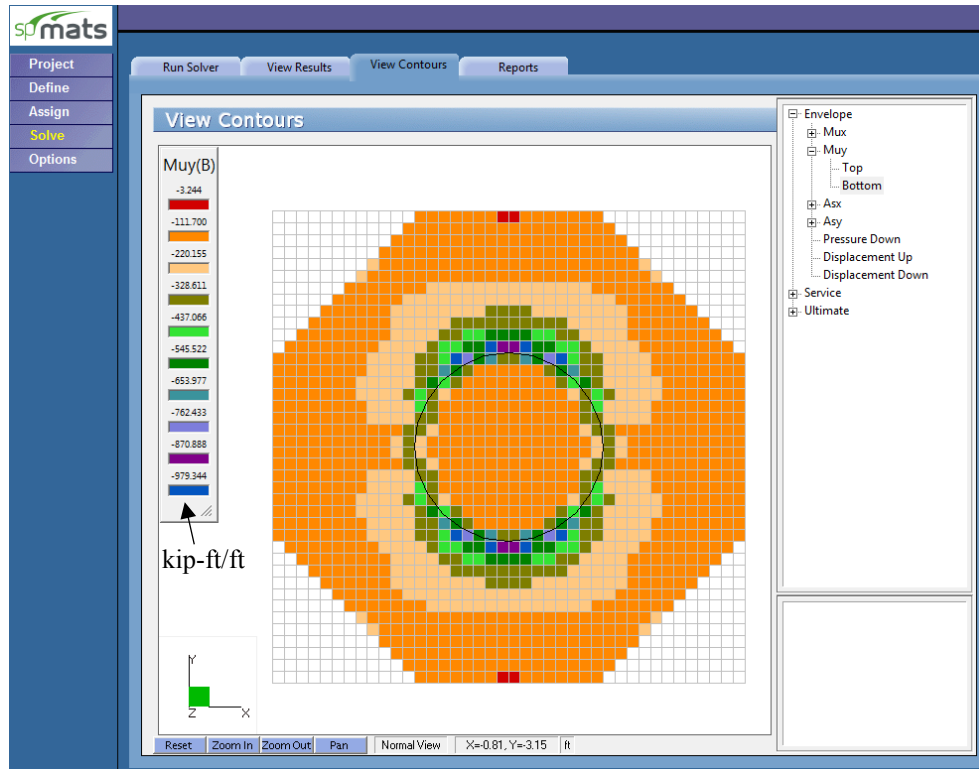 spmats
Project
Define
Assign
Solve
Options
Run Solver
View Results
View Contours
Reports
View Contours
Muy(B)
-3.244
-111.700
-220.155
-328.611
-437.066
-545.522
-653.977
-762.433
-870.888
-979.344
kip-ft/ft
Y
Z
X
Reset
Zoom In
Zoom Out
Pan
Normal View
X=-0.81, Y=-3.15
ft
Envelope
Mux
Muy
Top
Bottom
Asx
Asy
Pressure Down
Displacement Up
Displacement Down
Service
Ultimate